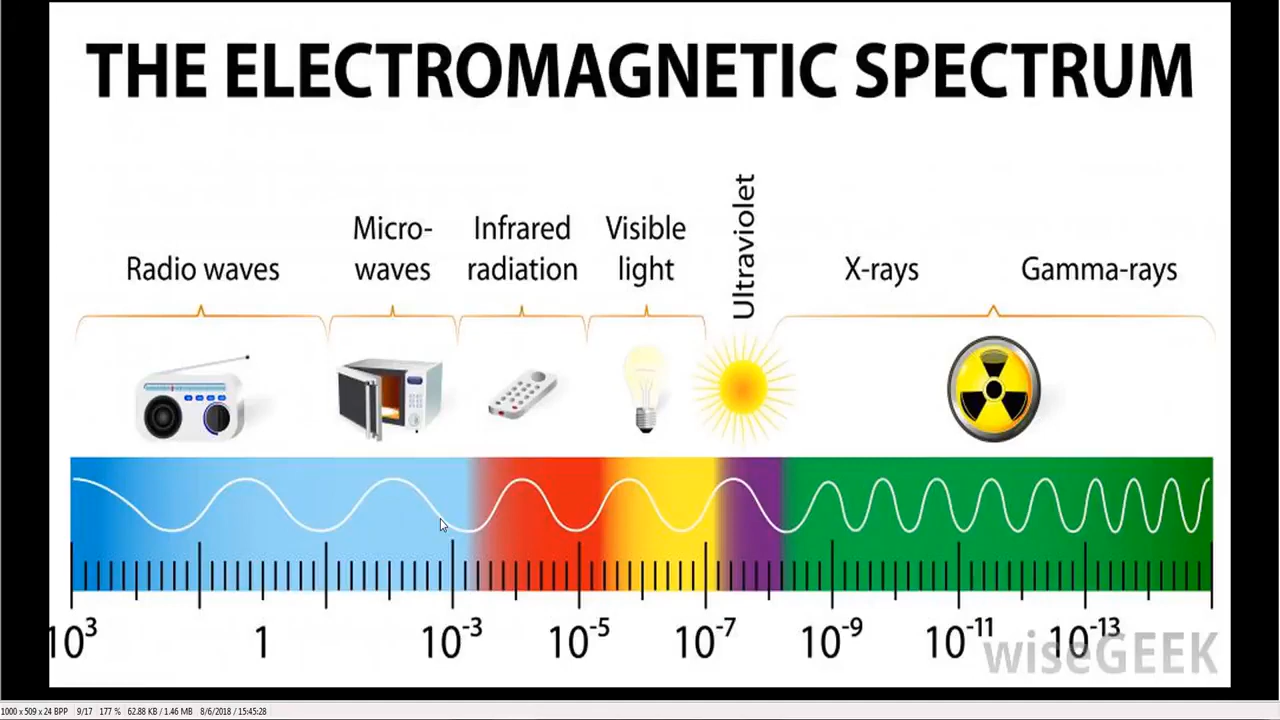 THE ELECTROMAGNETIC SPECTRUM
Radio waves
Micro-
waves
Infrared
radiation
Visible
light
Ultraviolet
X-rays
Gamma-rays
10³ 1 10⁻³ 10⁻⁵ 10⁻⁷ 10⁻⁹ 10⁻¹¹ 10⁻¹³
wiseGEEK
1000 x 509 x 24 BPP 9/17 177 % 62.88 KB / 1.46 MB 8/6/2018 / 15:45:28